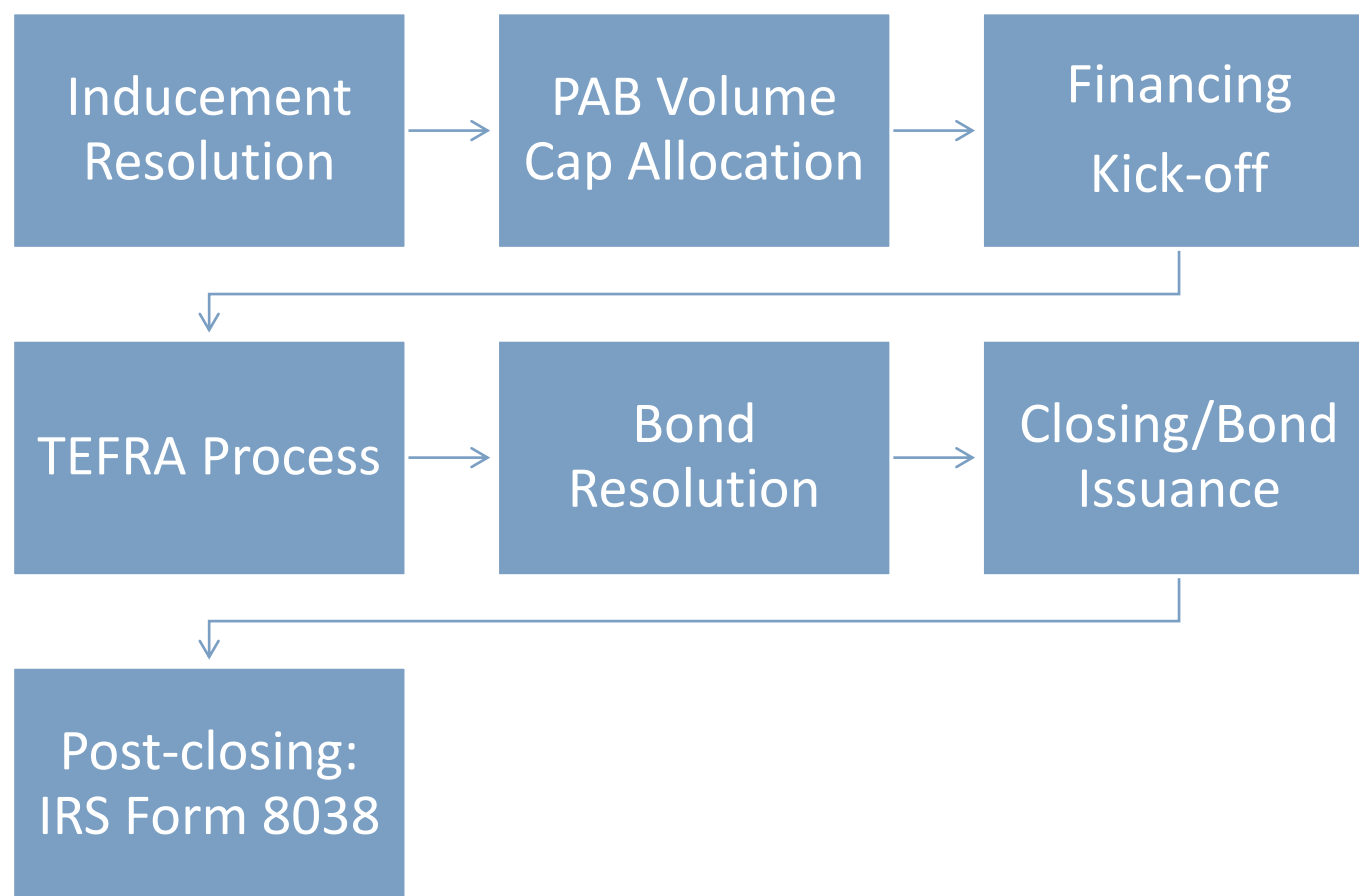 Inducement
Resolution
PAB Volume
Cap Allocation
Financing
Kick-off
TEFRA Process
Bond
Resolution
Closing/Bond
Issuance
Post-closing:
IRS Form 8038